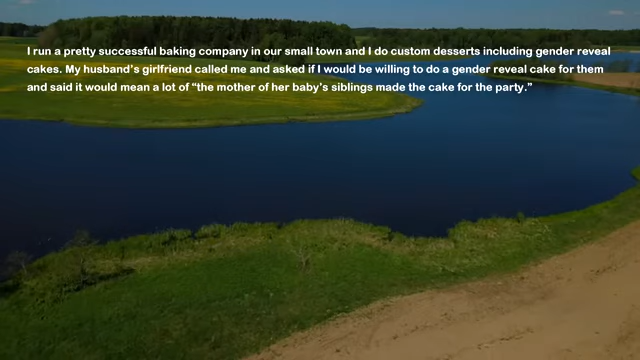 I run a pretty successful baking company in our small town and I do custom desserts including gender reveal
cakes. My husband's girlfriend called me and asked if I would be willing to do a gender reveal cake for them
and said it would mean a lot of “the mother of her baby's siblings made the cake for the party.”